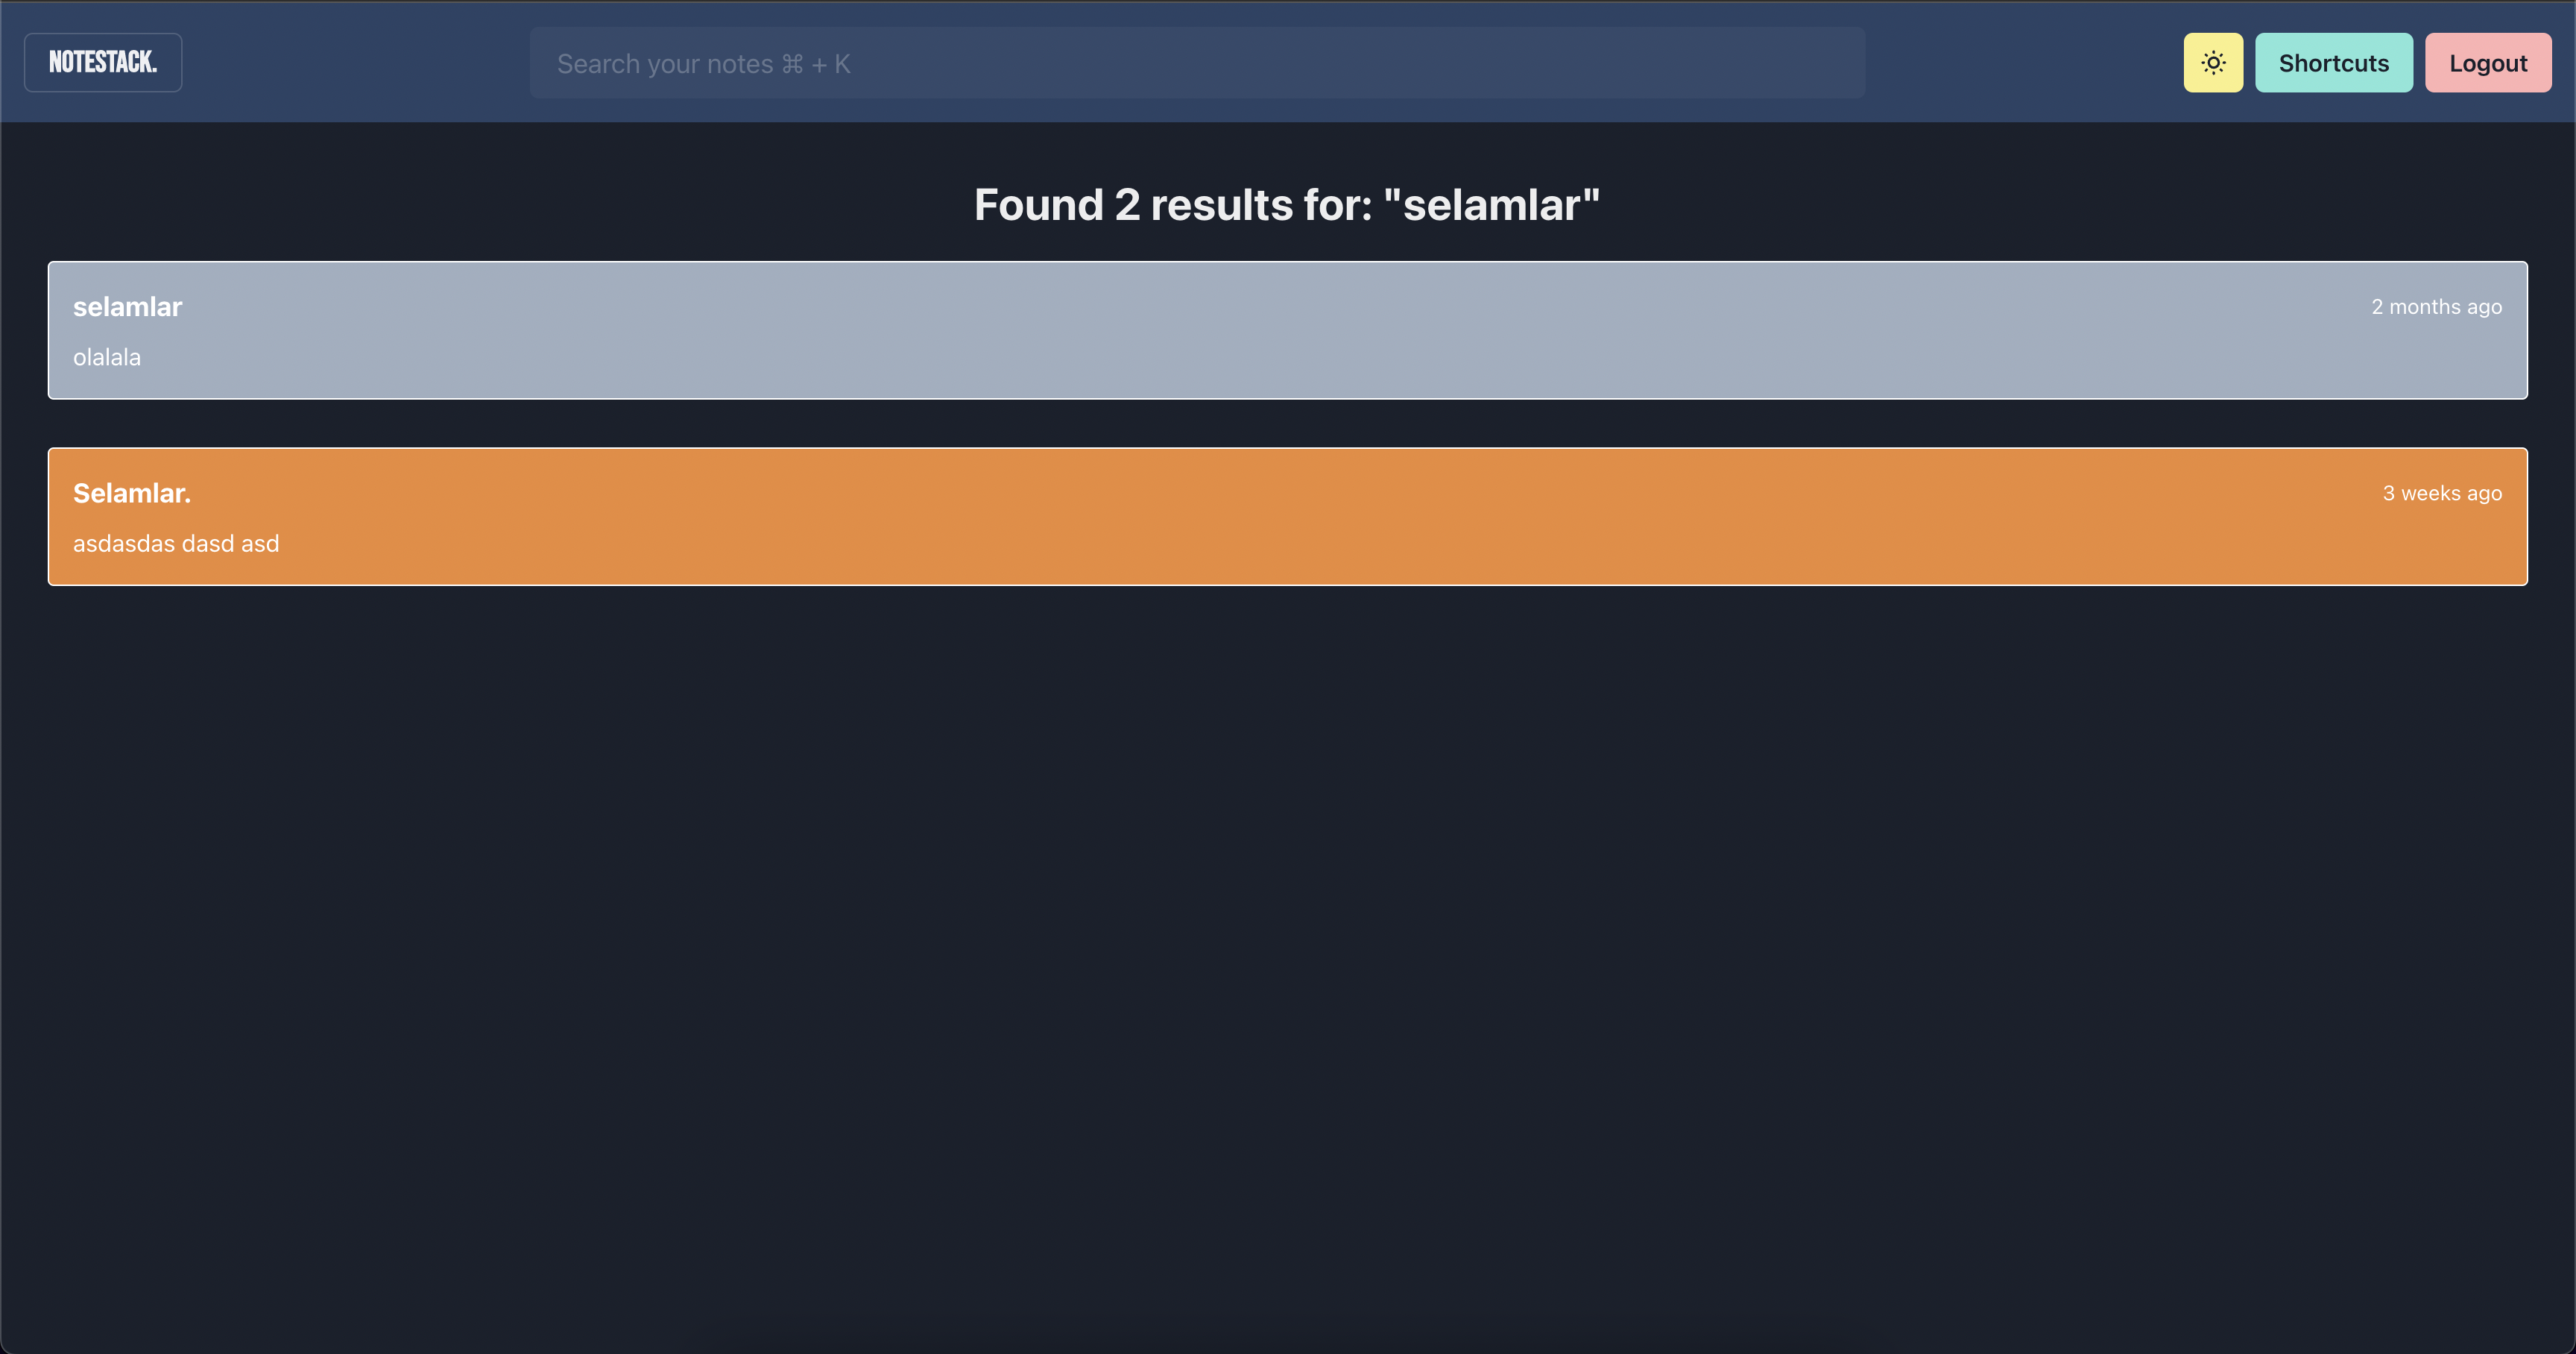 NOTESTACK.
Search your notes ⌘ + K
Shortcuts
Logout
Found 2 results for: "selamlar"
selamlar
2 months ago
olalala
Selamlar.
3 weeks ago
asdasdas dasd asd